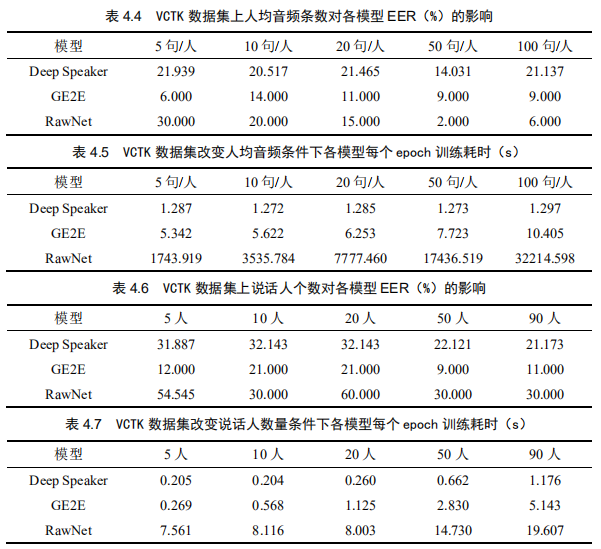 表 4.4 VCTK 数据集上人均音频条数对各模型 EER（%）的影响
模型 5 句/人 10 句/人 20 句/人 50 句/人 100 句/人
Deep Speaker 21.939 20.517 21.465 14.031 21.137
GE2E 6.000 14.000 11.000 9.000 9.000
RawNet 30.000 20.000 15.000 2.000 6.000
表 4.5 VCTK 数据集改变人均音频条件下各模型每个 epoch 训练耗时（s）
模型 5 句/人 10 句/人 20 句/人 50 句/人 100 句/人
Deep Speaker 1.287 1.272 1.285 1.273 1.297
GE2E 5.342 5.622 6.253 7.723 10.405
RawNet 1743.919 3535.784 7777.460 17436.519 32214.598
表 4.6 VCTK 数据集上说话人个数对各模型 EER（%）的影响
模型 5 人 10 人 20 人 50 人 90 人
Deep Speaker 31.887 32.143 32.143 22.121 21.173
GE2E 12.000 21.000 21.000 9.000 11.000
RawNet 54.545 30.000 60.000 30.000 30.000
表 4.7 VCTK 数据集改变说话人数量条件下各模型每个 epoch 训练耗时（s）
模型 5 人 10 人 20 人 50 人 90 人
Deep Speaker 0.205 0.204 0.260 0.662 1.176
GE2E 0.269 0.568 1.125 2.830 5.143
RawNet 7.561 8.116 8.003 14.730 19.607